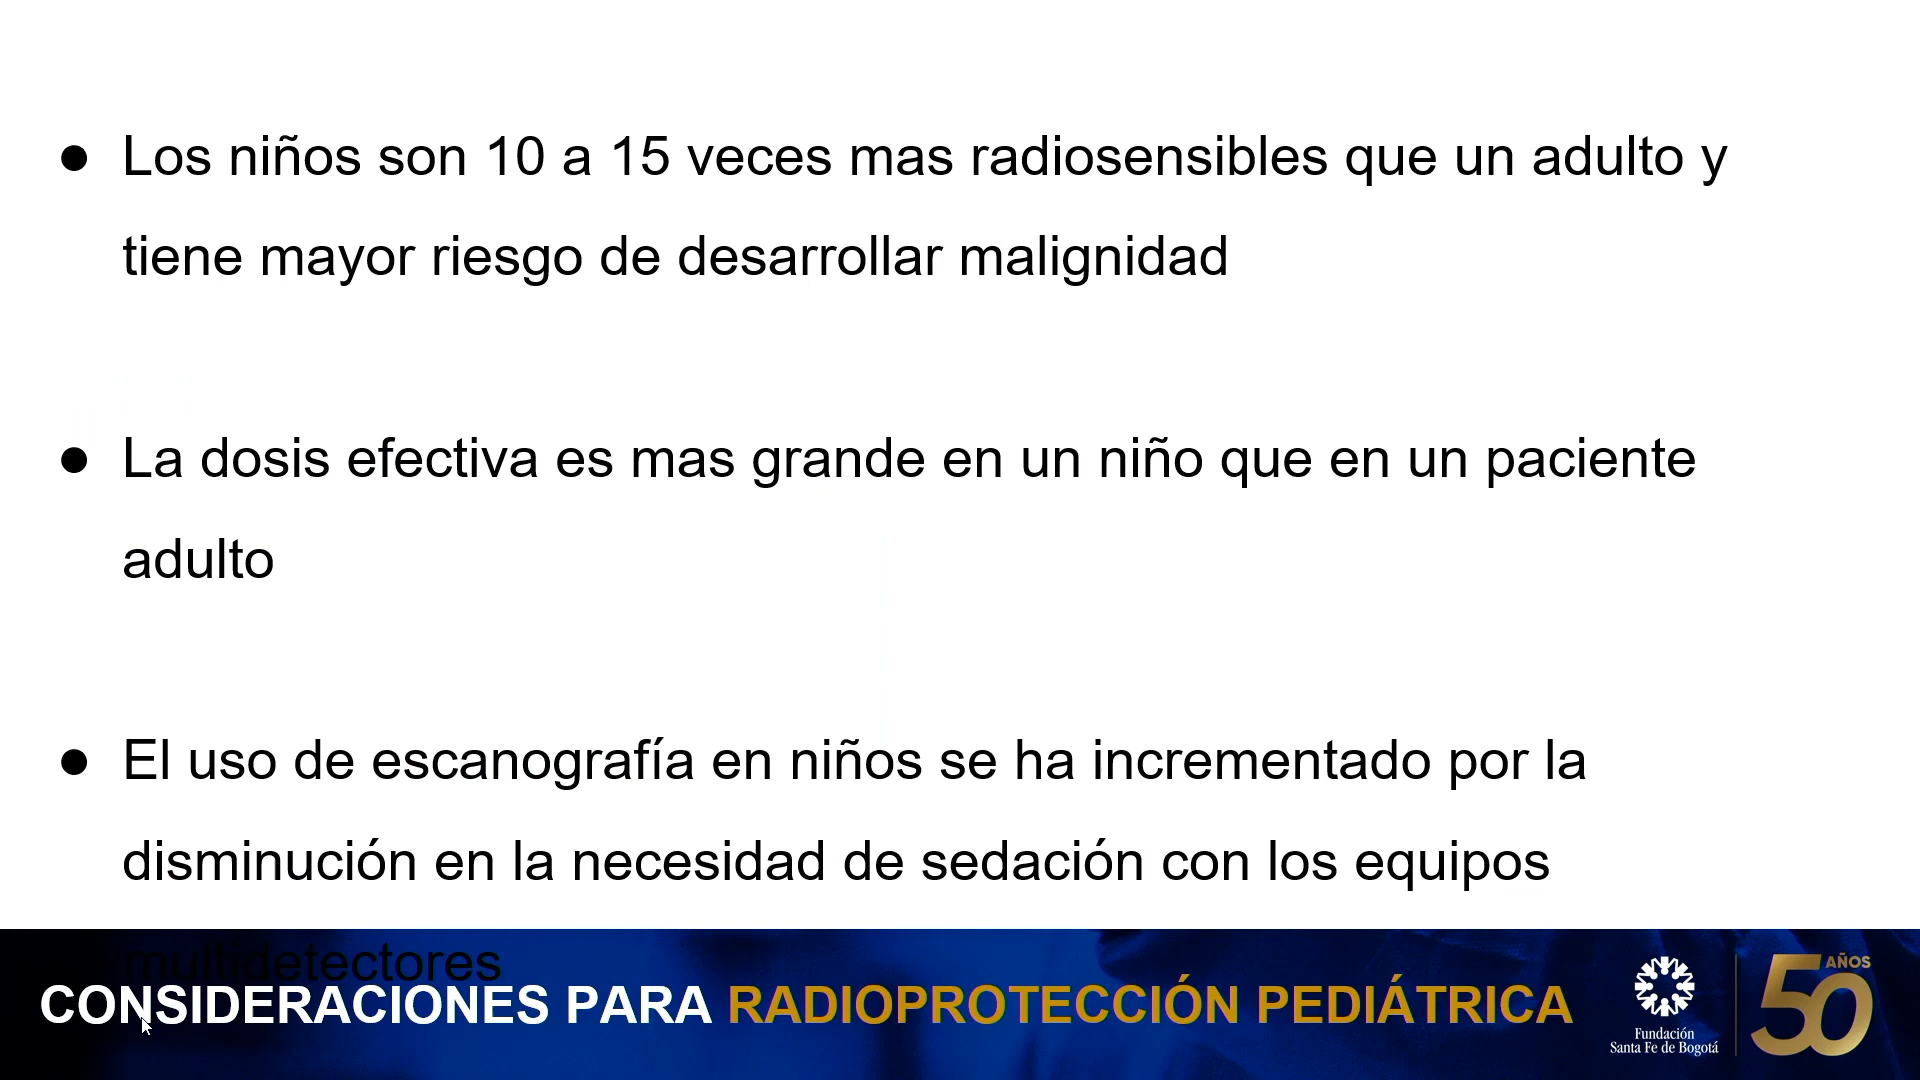 ● Los niños son 10 a 15 veces mas radiosensibles que un adulto y
tiene mayor riesgo de desarrollar malignidad
● La dosis efectiva es mas grande en un niño que en un paciente
adulto
● El uso de escanografía en niños se ha incrementado por la
disminución en la necesidad de sedación con los equipos
multidetectores
CONSIDERACIONES PARA RADIOPROTECCIÓN PEDIÁTRICA
Fundación
Santa Fe de Bogotá
50 AÑOS